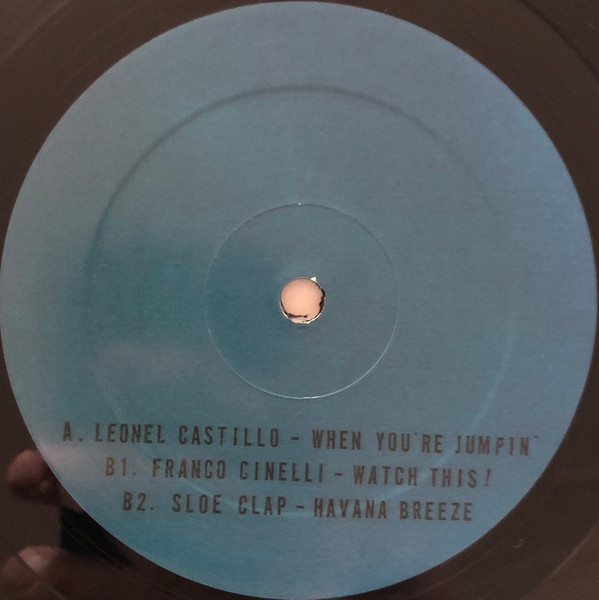 A. LEONEL CASTILLO - WHEN YOU'RE JUMPIN'
B1. FRANCO CINELLI - WATCH THIS!
B2. SLOE CLAP - HAVANA BREEZE